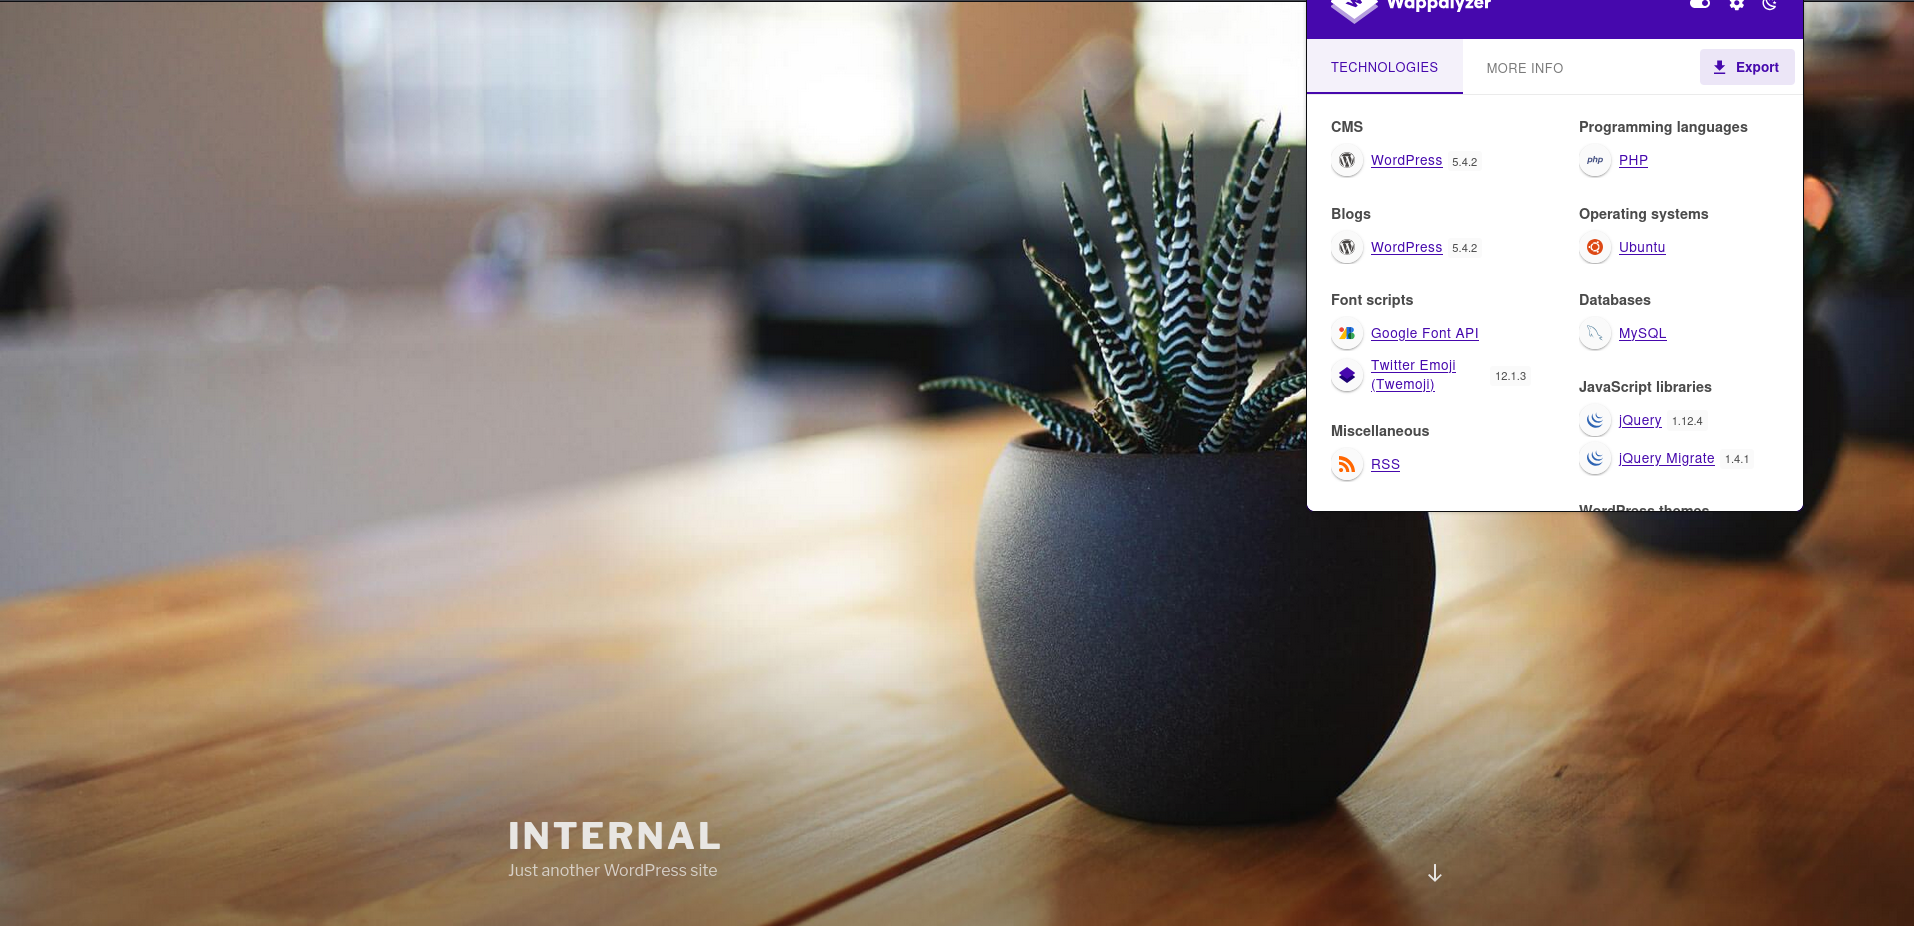 Wappalyzer
TECHNOLOGIES
MORE INFO
Export
CMS
WordPress 5.4.2
Blogs
WordPress 5.4.2
Font scripts
Google Font API
Twitter Emoji
(Twemoji) 12.1.3
Miscellaneous
RSS
Programming languages
php PHP
Operating systems
Ubuntu
Databases
MySQL
JavaScript libraries
jQuery 1.12.4
jQuery Migrate 1.4.1
WordPress themes
INTERNAL
Just another WordPress site